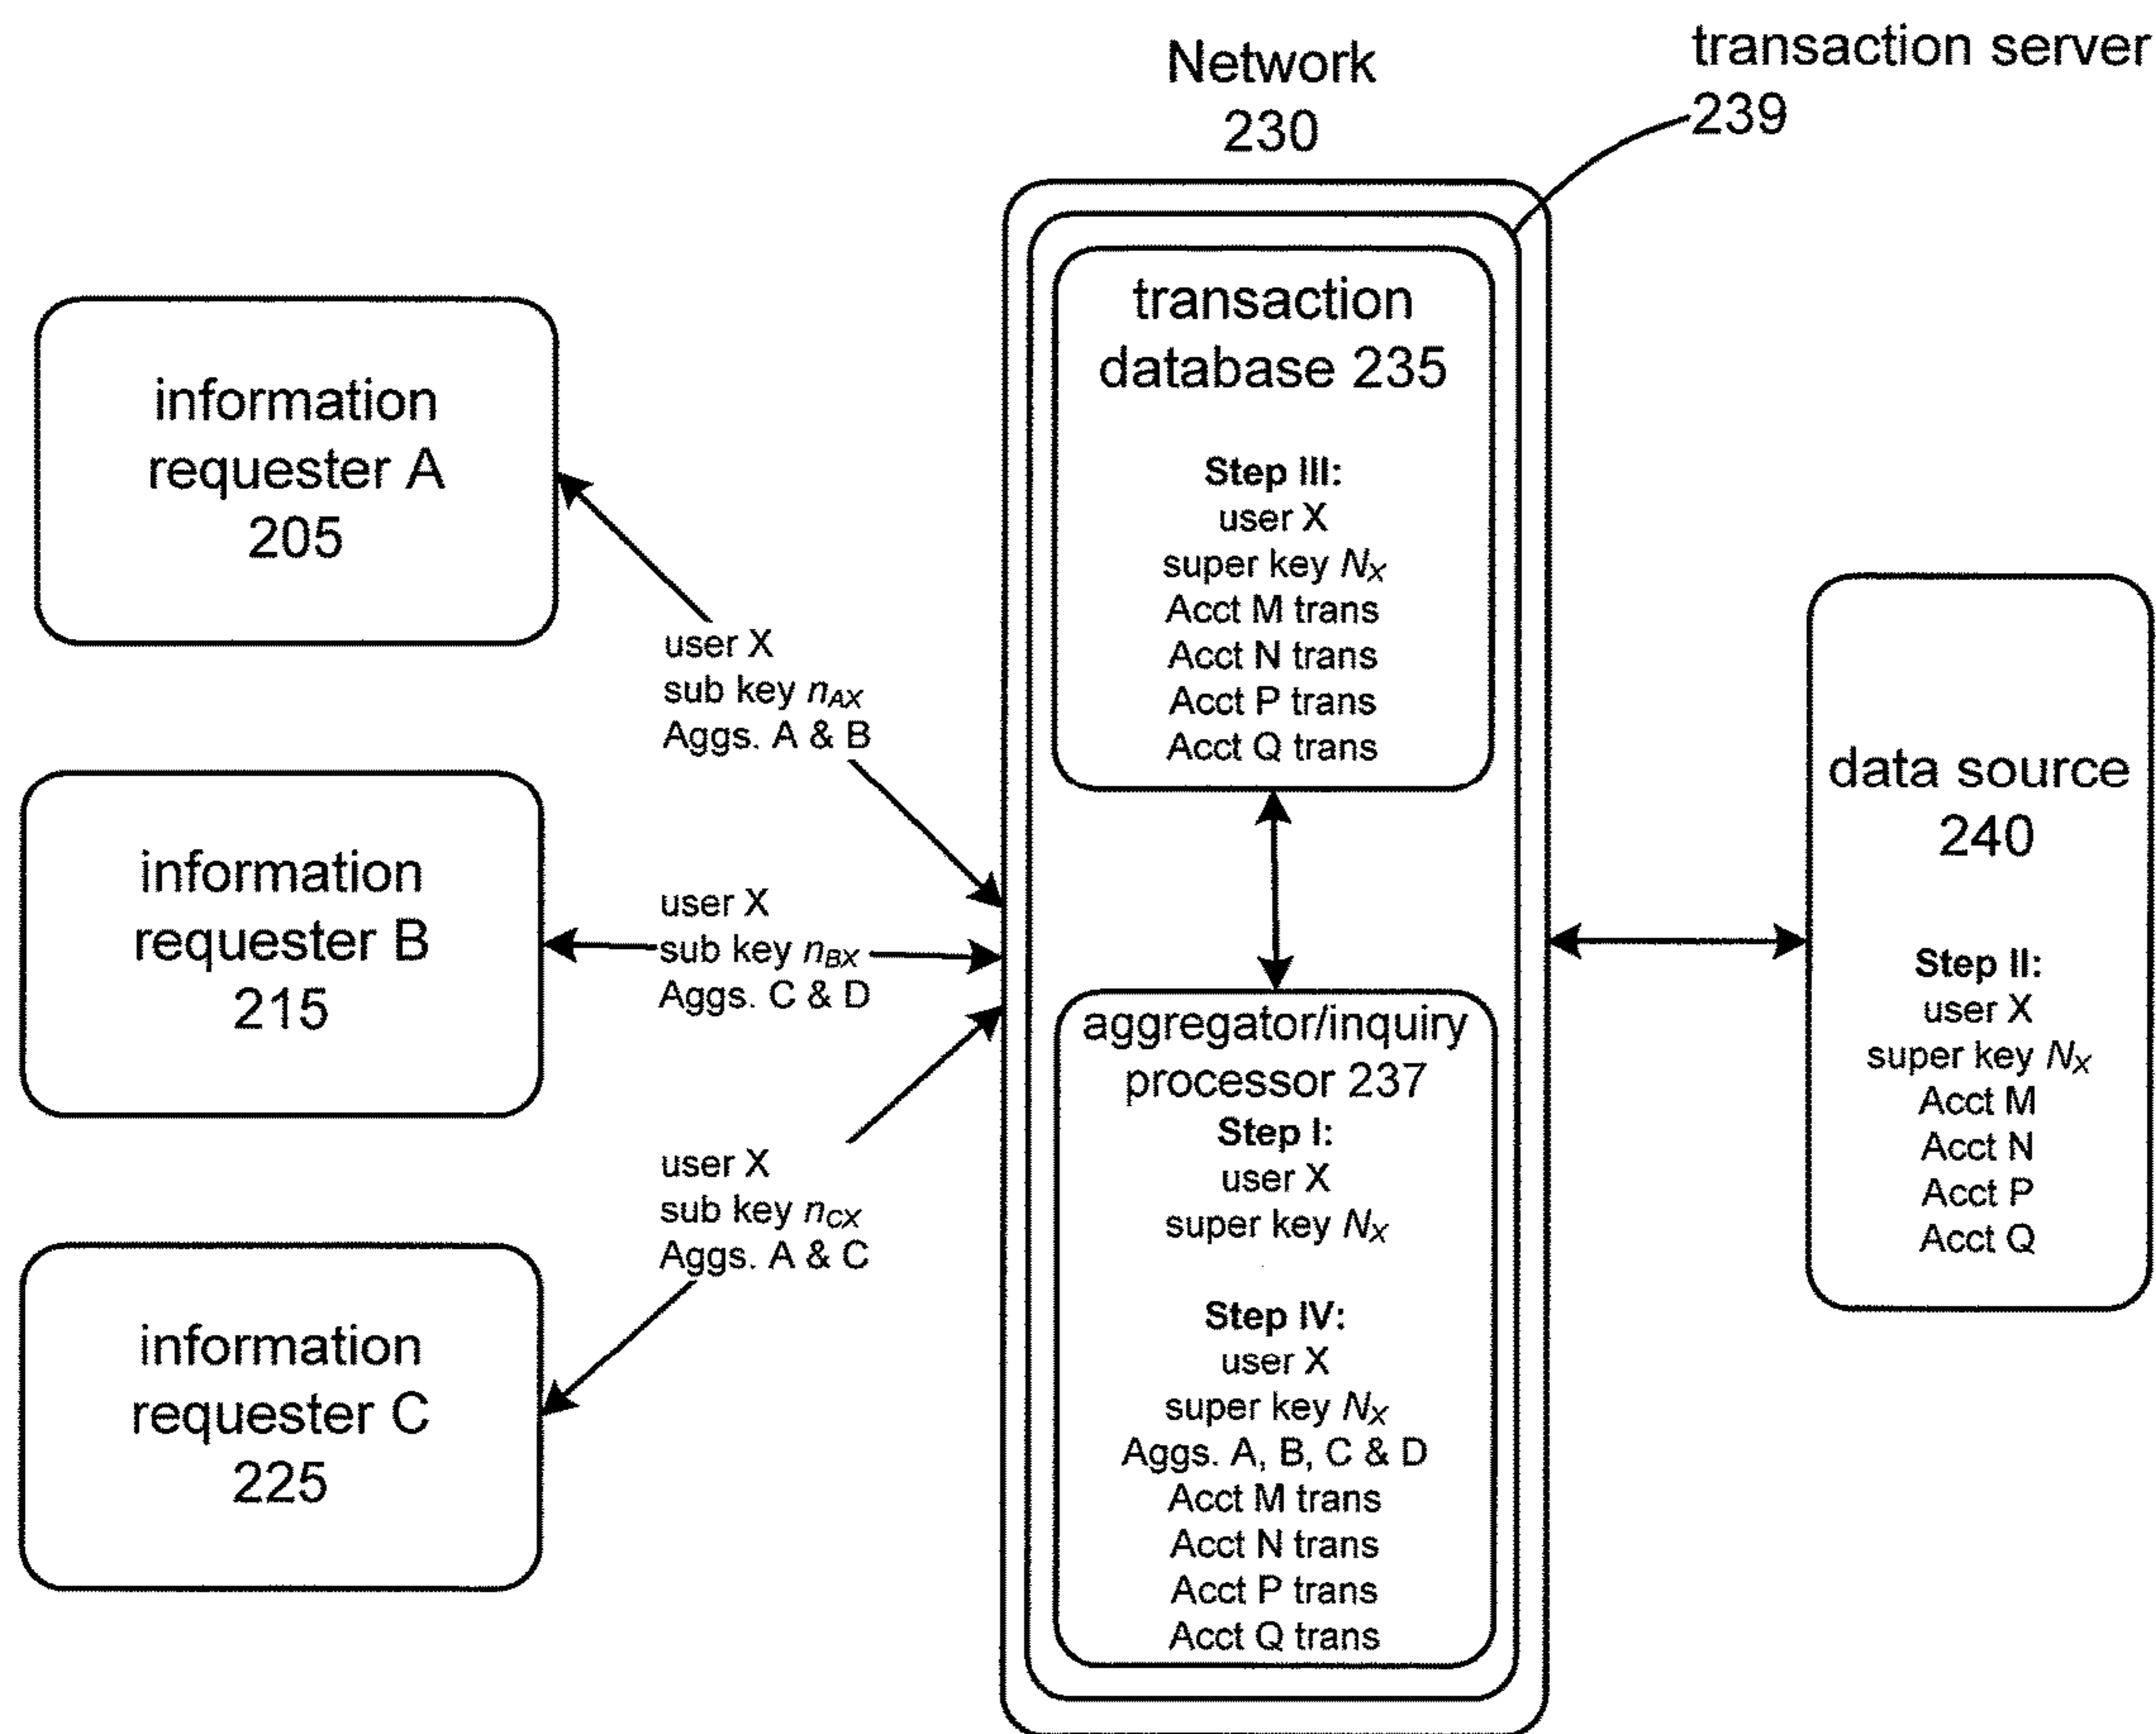 Network
230
transaction server
239
information
requester A
205
information
requester B
215
information
requester C
225
user X
sub key nAX
Aggs. A & B
user X
sub key nBX
Aggs. C & D
user X
sub key nCX
Aggs. A & C
transaction
database 235
Step III:
user X
super key NX
Acct M trans
Acct N trans
Acct P trans
Acct Q trans
aggregator/inquiry
processor 237
Step I:
user X
super key NX
Step IV:
user X
super key NX
Aggs. A, B, C & D
Acct M trans
Acct N trans
Acct P trans
Acct Q trans
data source
240
Step II:
user X
super key NX
Acct M
Acct N
Acct P
Acct Q